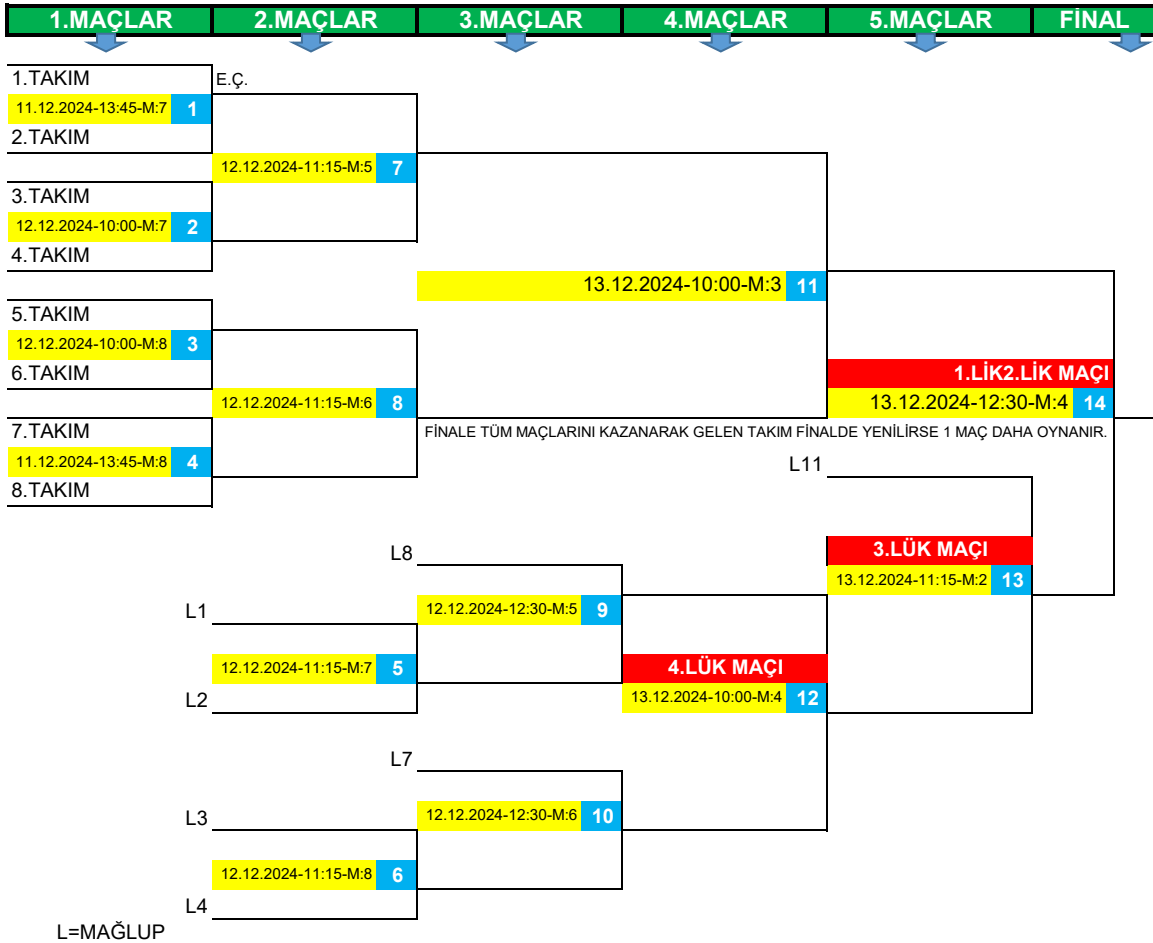 1.MAÇLAR 2.MAÇLAR 3.MAÇLAR 4.MAÇLAR 5.MAÇLAR FİNAL
1.TAKIM E.Ç.
11.12.2024-13:45-M:7 1
2.TAKIM
12.12.2024-11:15-M:5 7
3.TAKIM
12.12.2024-10:00-M:7 2
4.TAKIM
13.12.2024-10:00-M:3 11
5.TAKIM
12.12.2024-10:00-M:8 3
6.TAKIM 1.LİK2.LİK MAÇI
12.12.2024-11:15-M:6 8 13.12.2024-12:30-M:4 14
7.TAKIM FİNALE TÜM MAÇLARINI KAZANARAK GELEN TAKIM FİNALDE YENİLİRSE 1 MAÇ DAHA OYNANIR.
11.12.2024-13:45-M:8 4 L11
8.TAKIM
L8 3.LÜK MAÇI
13.12.2024-11:15-M:2 13
L1 12.12.2024-12:30-M:5 9
12.12.2024-11:15-M:7 5 4.LÜK MAÇI
L2 13.12.2024-10:00-M:4 12
L7
L3 12.12.2024-12:30-M:6 10
12.12.2024-11:15-M:8 6
L4
L=MAĞLUP